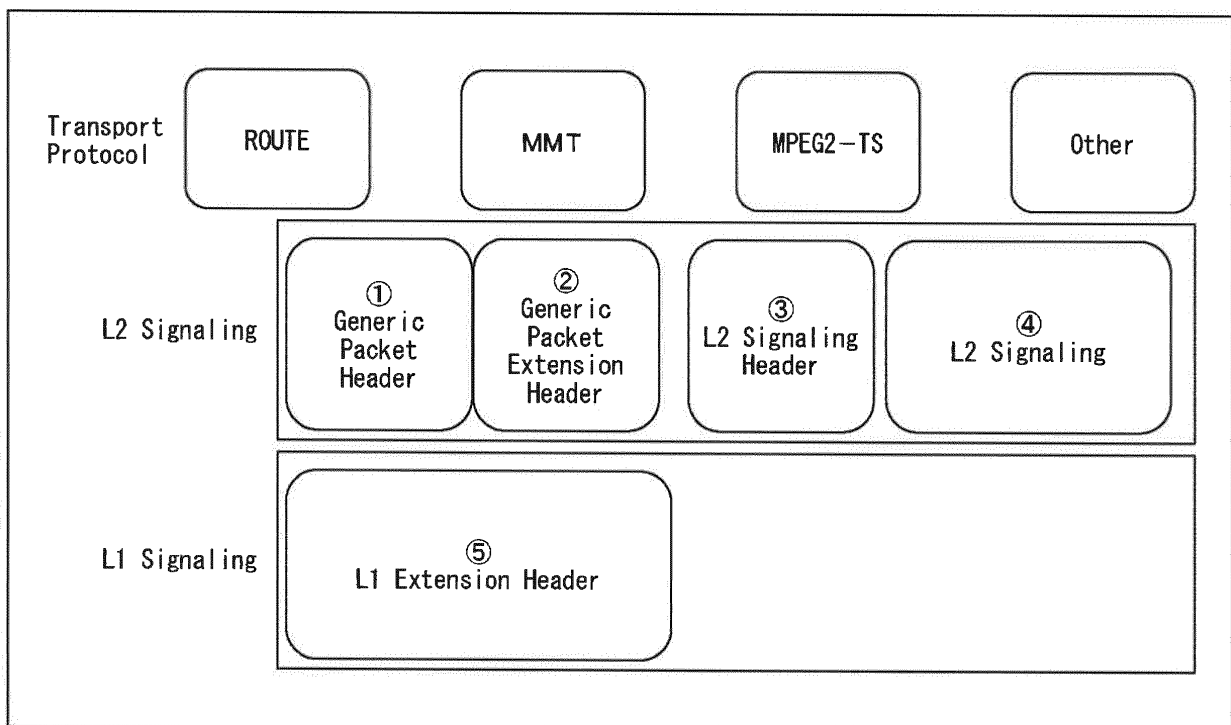 Transport
Protocol
ROUTE
MMT
MPEG2-TS
Other
L2 Signaling
①
Generic
Packet
Header
②
Generic
Packet
Extension
Header
③
L2 Signaling
Header
④
L2 Signaling
L1 Signaling
⑤
L1 Extension Header